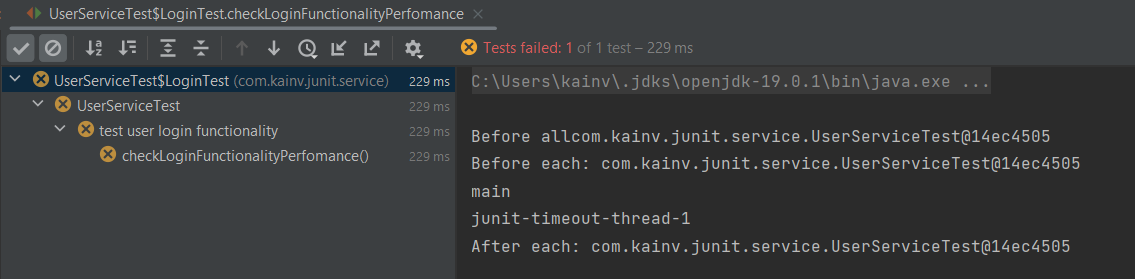 UserServiceTest$LoginTest.checkLoginFunctionalityPerfomance
Tests failed: 1 of 1 test – 229 ms
UserServiceTest$LoginTest (com.kainv.junit.service) 229 ms
UserServiceTest 229 ms
test user login functionality 229 ms
checkLoginFunctionalityPerfomance() 229 ms
C:\Users\kainv\.jdks\openjdk-19.0.1\bin\java.exe ...
Before allcom.kainv.junit.service.UserServiceTest@14ec4505
Before each: com.kainv.junit.service.UserServiceTest@14ec4505
main
junit-timeout-thread-1
After each: com.kainv.junit.service.UserServiceTest@14ec4505